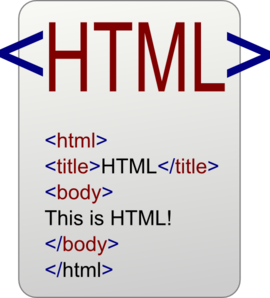 <HTML>
<html>
<title>HTML</title>
<body>
This is HTML!
</body>
</html>